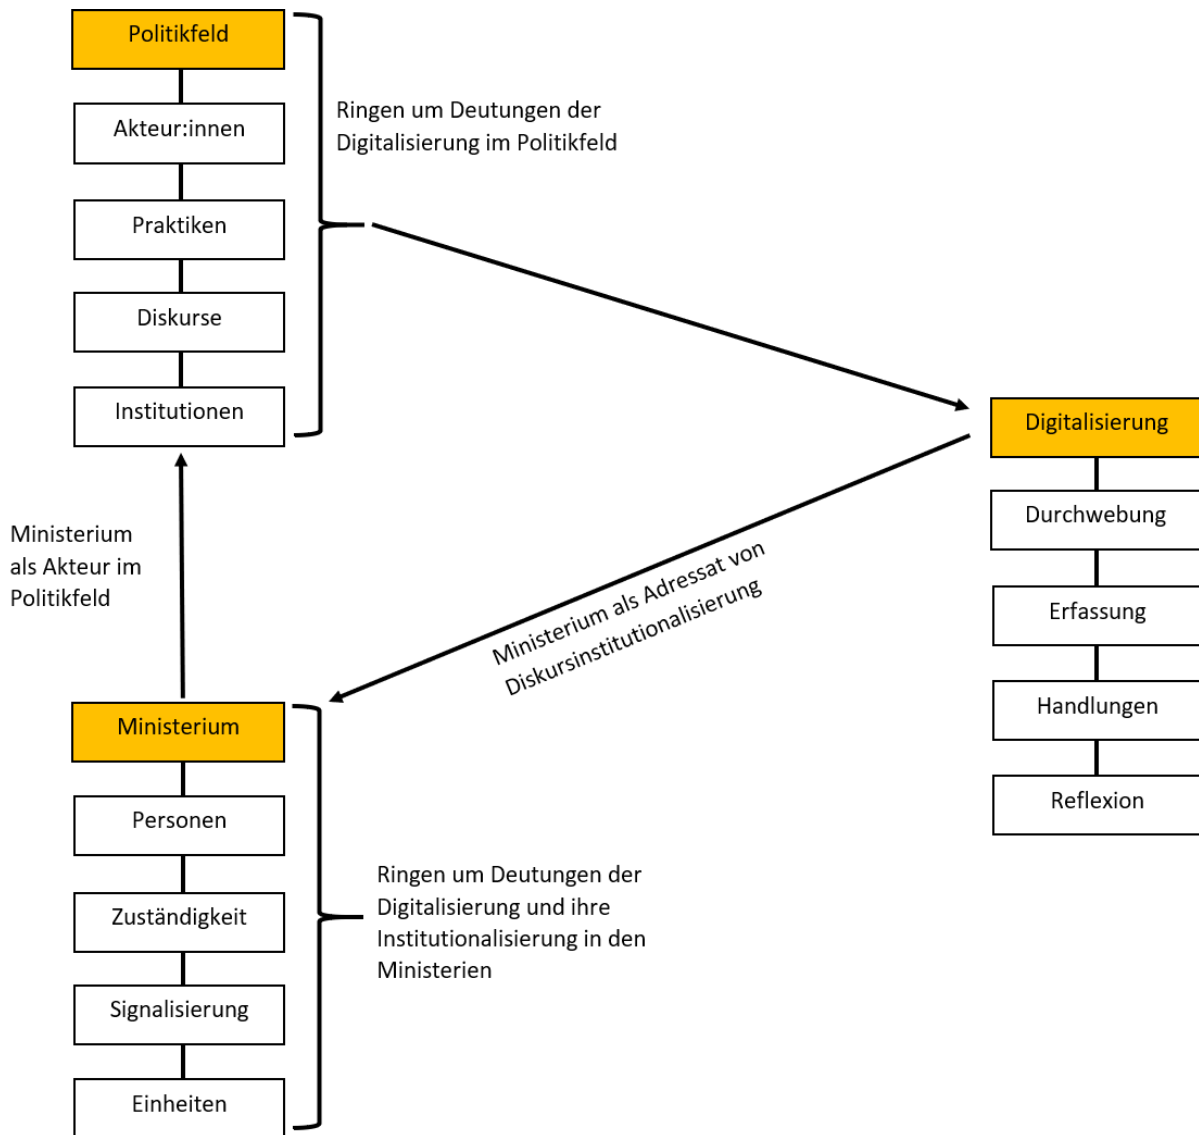 Politikfeld
Akteur:innen
Praktiken
Diskurse
Institutionen
Ringen um Deutungen der
Digitalisierung im Politikfeld
Digitalisierung
Durchwebung
Erfassung
Handlungen
Reflexion
Ministerium
als Akteur im
Politikfeld
Ministerium als Adressat von
Diskursinstitutionalisierung
Ministerium
Personen
Zuständigkeit
Signalisierung
Einheiten
Ringen um Deutungen der
Digitalisierung und ihre
Institutionalisierung in den
Ministerien